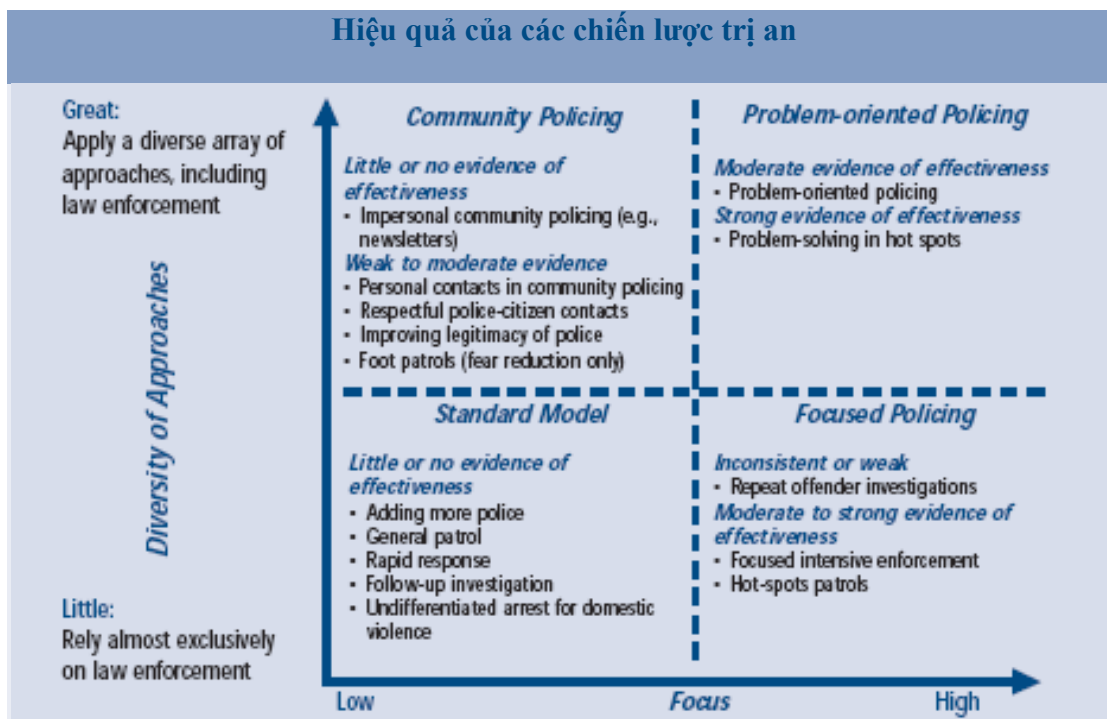 Hiệu quả của các chiến lược trị an
Great:
Apply a diverse array of
approaches, including
law enforcement
Diversity of Approaches
Little:
Rely almost exclusively
on law enforcement
Community Policing
Little or no evidence of
effectiveness
▪ Impersonal community policing (e.g.,
newsletters)
Weak to moderate evidence
▪ Personal contacts in community policing
▪ Respectful police-citizen contacts
▪ Improving legitimacy of police
▪ Foot patrols (fear reduction only)
Problem-oriented Policing
Moderate evidence of effectiveness
▪ Problem-oriented policing
Strong evidence of effectiveness
▪ Problem-solving in hot spots
Standard Model
Little or no evidence of
effectiveness
▪ Adding more police
▪ General patrol
▪ Rapid response
▪ Follow-up investigation
▪ Undifferentiated arrest for domestic
violence
Focused Policing
Inconsistent or weak
▪ Repeat offender investigations
Moderate to strong evidence of
effectiveness
▪ Focused intensive enforcement
▪ Hot-spots patrols
Low
Focus
High